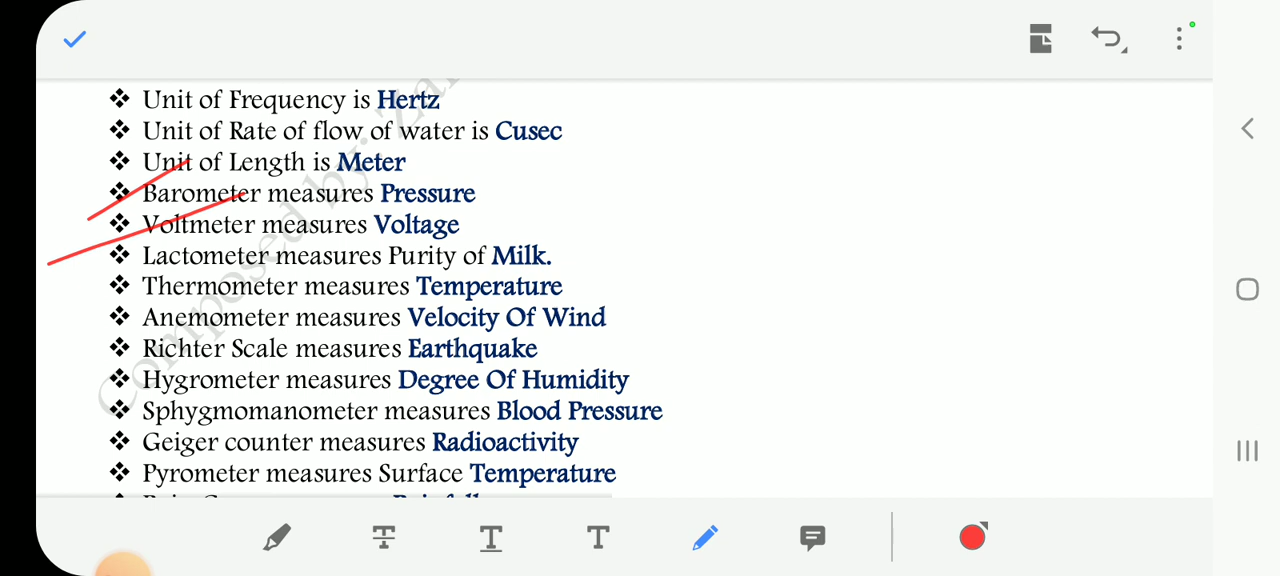 ❖ Unit of Frequency is Hertz
❖ Unit of Rate of flow of water is Cusec
❖ Unit of Length is Meter
❖ Barometer measures Pressure
❖ Voltmeter measures Voltage
❖ Lactometer measures Purity of Milk.
❖ Thermometer measures Temperature
❖ Anemometer measures Velocity Of Wind
❖ Richter Scale measures Earthquake
❖ Hygrometer measures Degree Of Humidity
❖ Sphygmomanometer measures Blood Pressure
❖ Geiger counter measures Radioactivity
❖ Pyrometer measures Surface Temperature
Composed by: